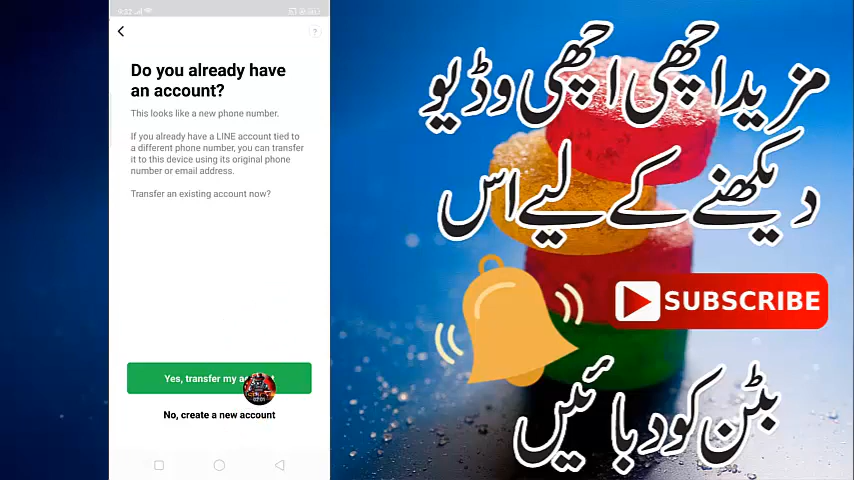 Do you already have
an account?
This looks like a new phone number.
If you already have a LINE account tied to
a different phone number, you can transfer
it to this device using its original phone
number or email address.
Transfer an existing account now?
Yes, transfer my
No, create a new account
مزید اچھی اچھی وڈیو
دیکھنے کے لیے اس
SUBSCRIBE
بٹن کو دبائیں